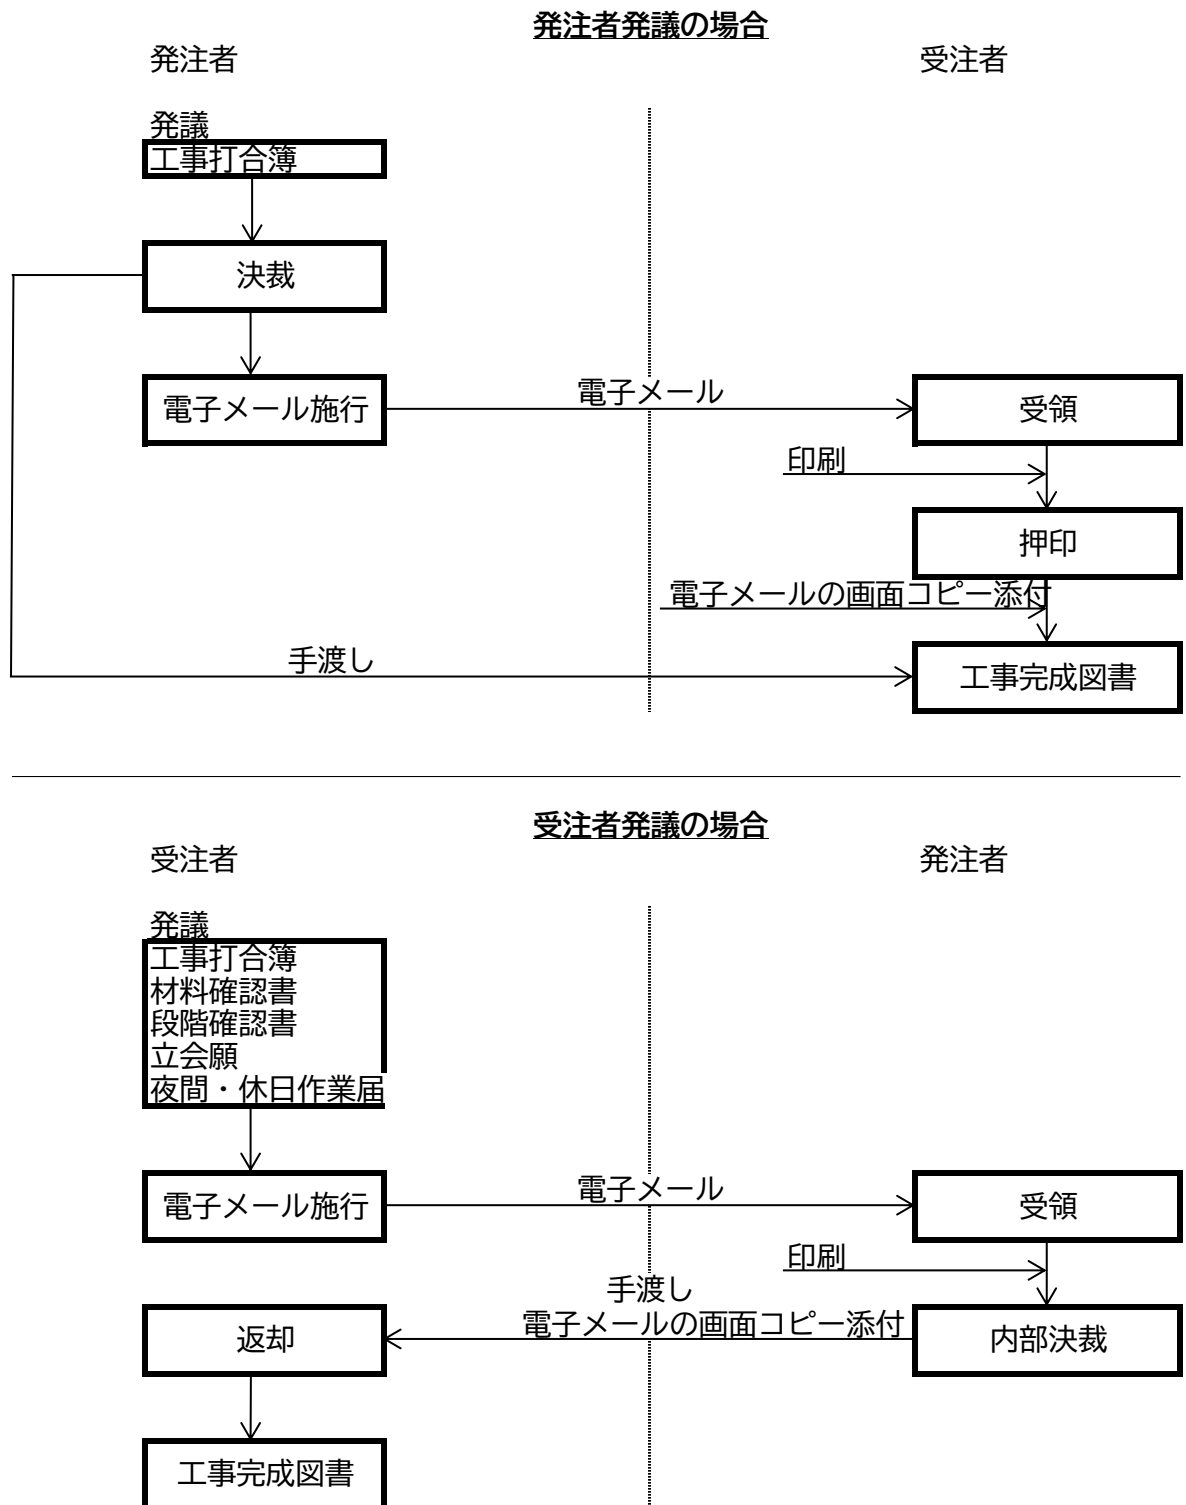 発注者発議の場合
発注者
受注者
発議
工事打合簿
決裁
電子メール施行
電子メール
受領
印刷
押印
電子メールの画面コピー添付
手渡し
工事完成図書
受注者発議の場合
受注者
発注者
発議
工事打合簿
材料確認書
段階確認書
立会願
夜間・休日作業届
電子メール施行
電子メール
受領
印刷
手渡し
電子メールの画面コピー添付
返却
内部決裁
工事完成図書